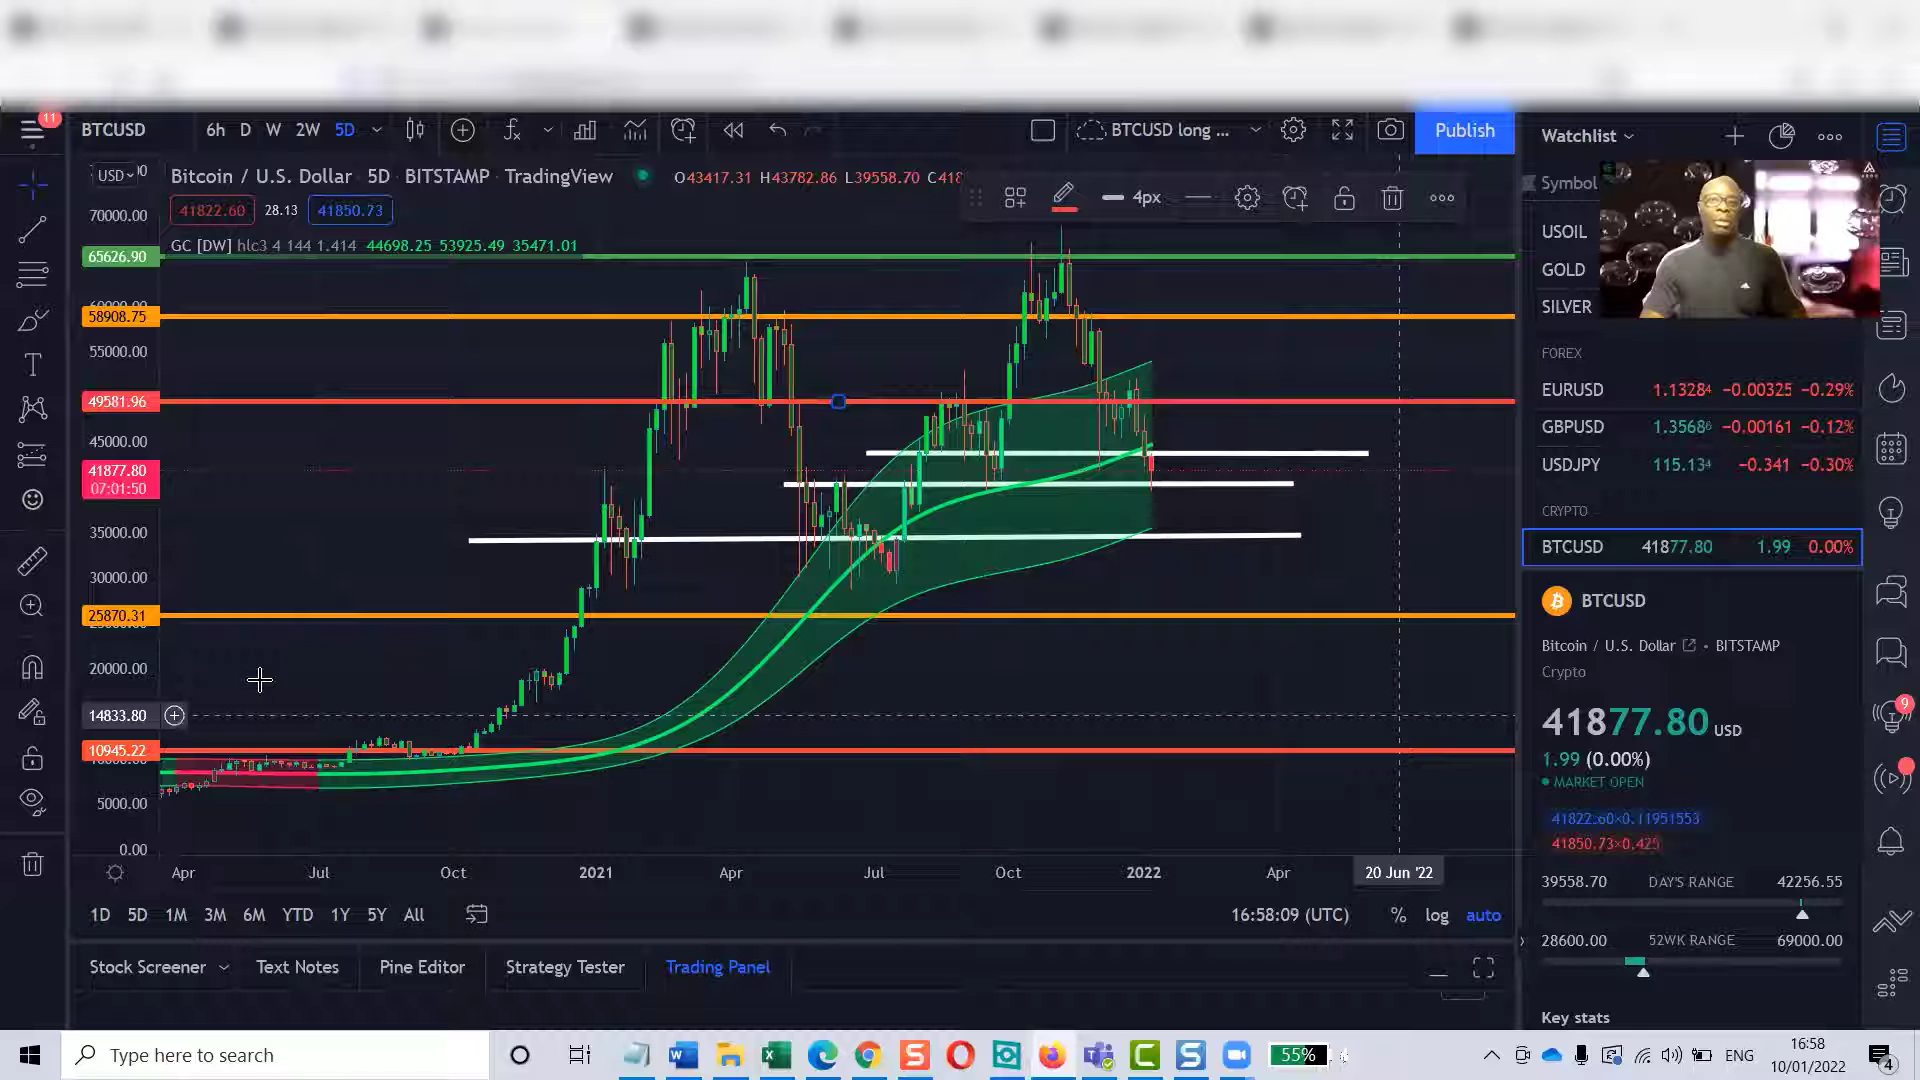 11
BTCUSD 6h D W 2W 5D BTCUSD long ... Publish
USD
Bitcoin / U.S. Dollar 5D BITSTAMP TradingView O43417.31 H43782.86 L39558.70 C418
4px
41822.60 28.13 41850.73
GC [DW] hlc3 4 144 1.414 44698.25 53925.49 35471.01
70000.00
65626.90
58908.75
55000.00
49581.96
45000.00
41877.80
07:01:50
35000.00
30000.00
25870.31
20000.00
14833.80
10945.22
5000.00
0.00
Apr Jul Oct 2021 Apr Jul Oct 2022 Apr 20 Jun '22
1D 5D 1M 3M 6M YTD 1Y 5Y All 16:58:09 (UTC) % log auto
Stock Screener Text Notes Pine Editor Strategy Tester Trading Panel
Watchlist
Symbol
USOIL
GOLD
SILVER
FOREX
EURUSD 1.13284 −0.00325 −0.29%
GBPUSD 1.35686 −0.00161 −0.12%
USDJPY 115.134 −0.341 −0.30%
CRYPTO
BTCUSD 41877.80 1.99 0.00%
BTCUSD
Bitcoin / U.S. Dollar • BITSTAMP
Crypto
41877.80 USD
1.99 (0.00%)
MARKET OPEN
41822.60×0.11951553
41850.73×0.425
39558.70 DAY'S RANGE 42256.55
28600.00 52WK RANGE 69000.00
Key stats
9
Type here to search
55%
ENG
16:58
10/01/2022
4